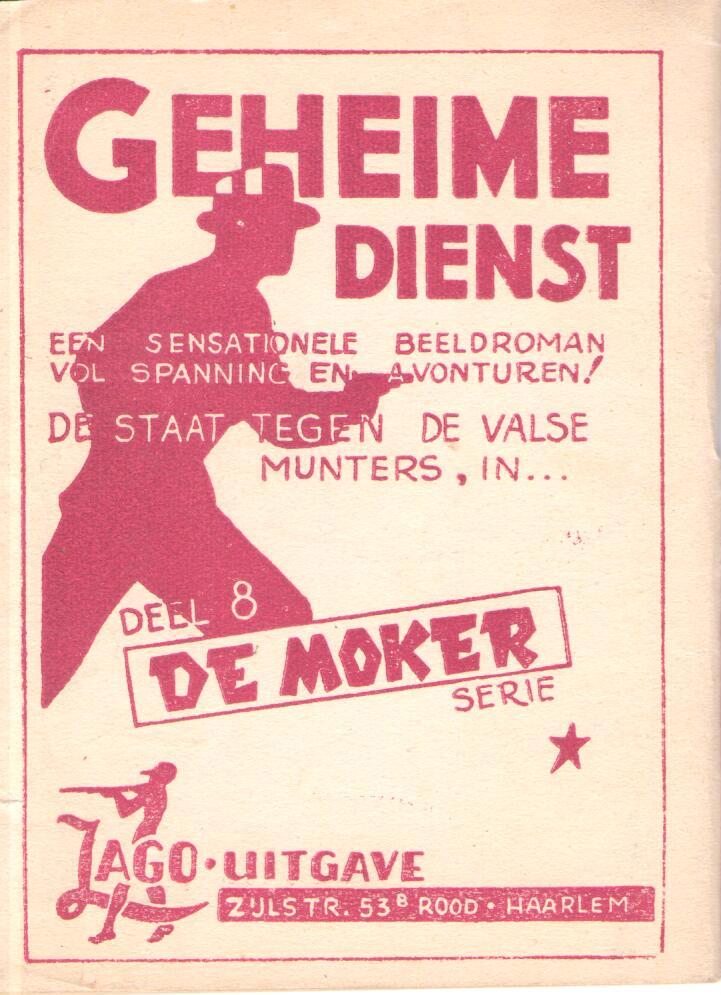 GEHEIME
DIENST
EEN SENSATIONELE BEELDROMAN
VOL SPANNING EN AVONTUREN!
DE STAAT TEGEN DE VALSE
MUNTERS, IN...
DEEL 8
DE MOKER
SERIE
JAGO · UITGAVE
ZIJLSTR. 53B ROOD · HAARLEM